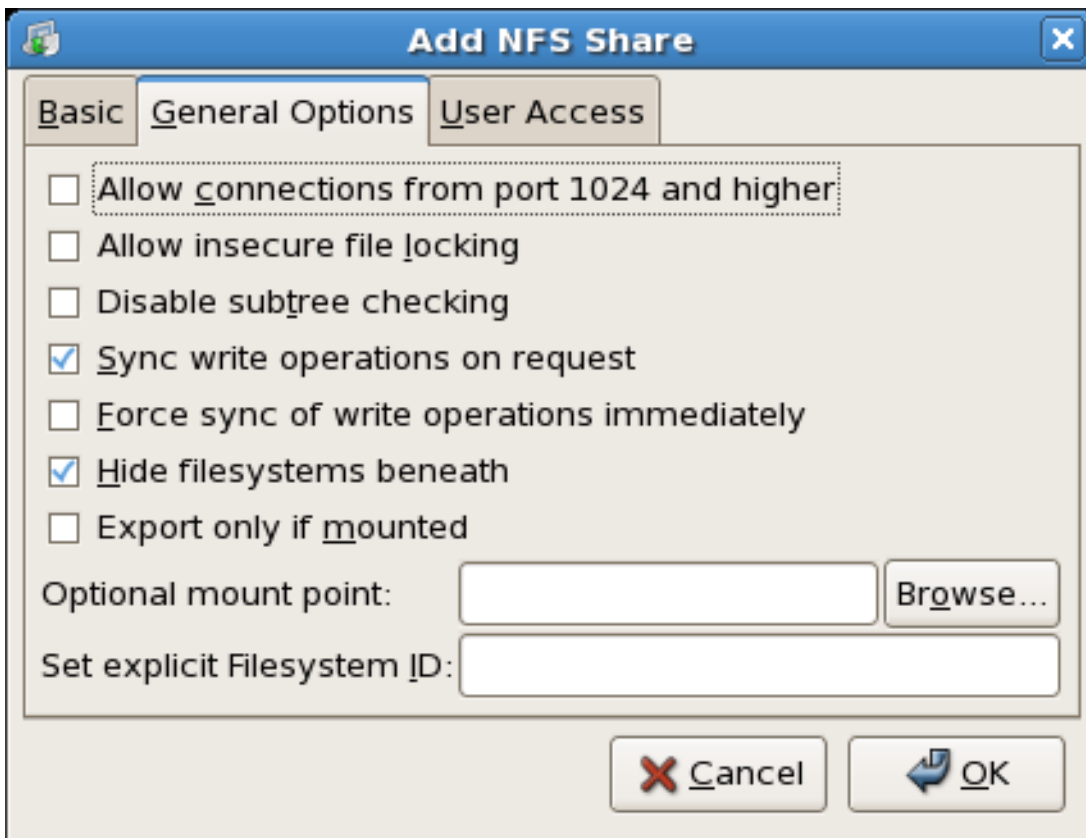 Add NFS Share
Basic General Options User Access
Allow connections from port 1024 and higher
Allow insecure file locking
Disable subtree checking
Sync write operations on request
Force sync of write operations immediately
Hide filesystems beneath
Export only if mounted
Optional mount point: Browse...
Set explicit Filesystem ID:
Cancel OK